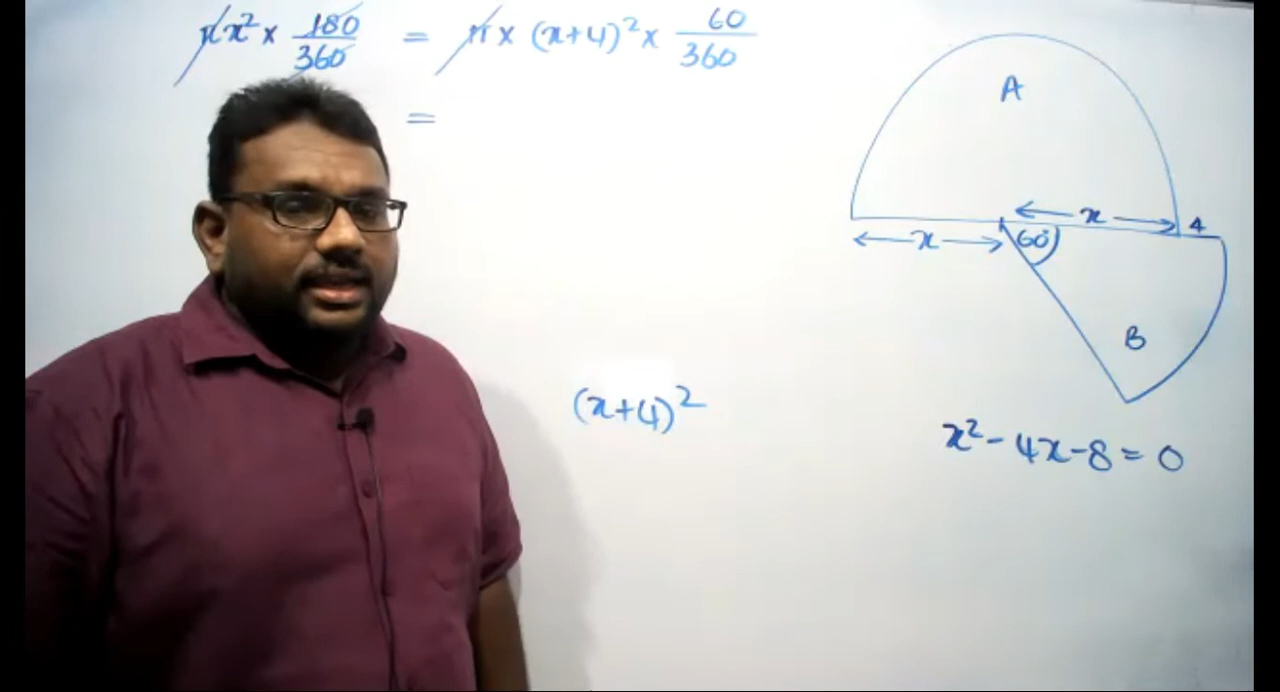 πx² × 180/360 = π × (x+4)² × 60/360
=
A
x
4
x
60°
B
(x+4)²
x² - 4x - 8 = 0